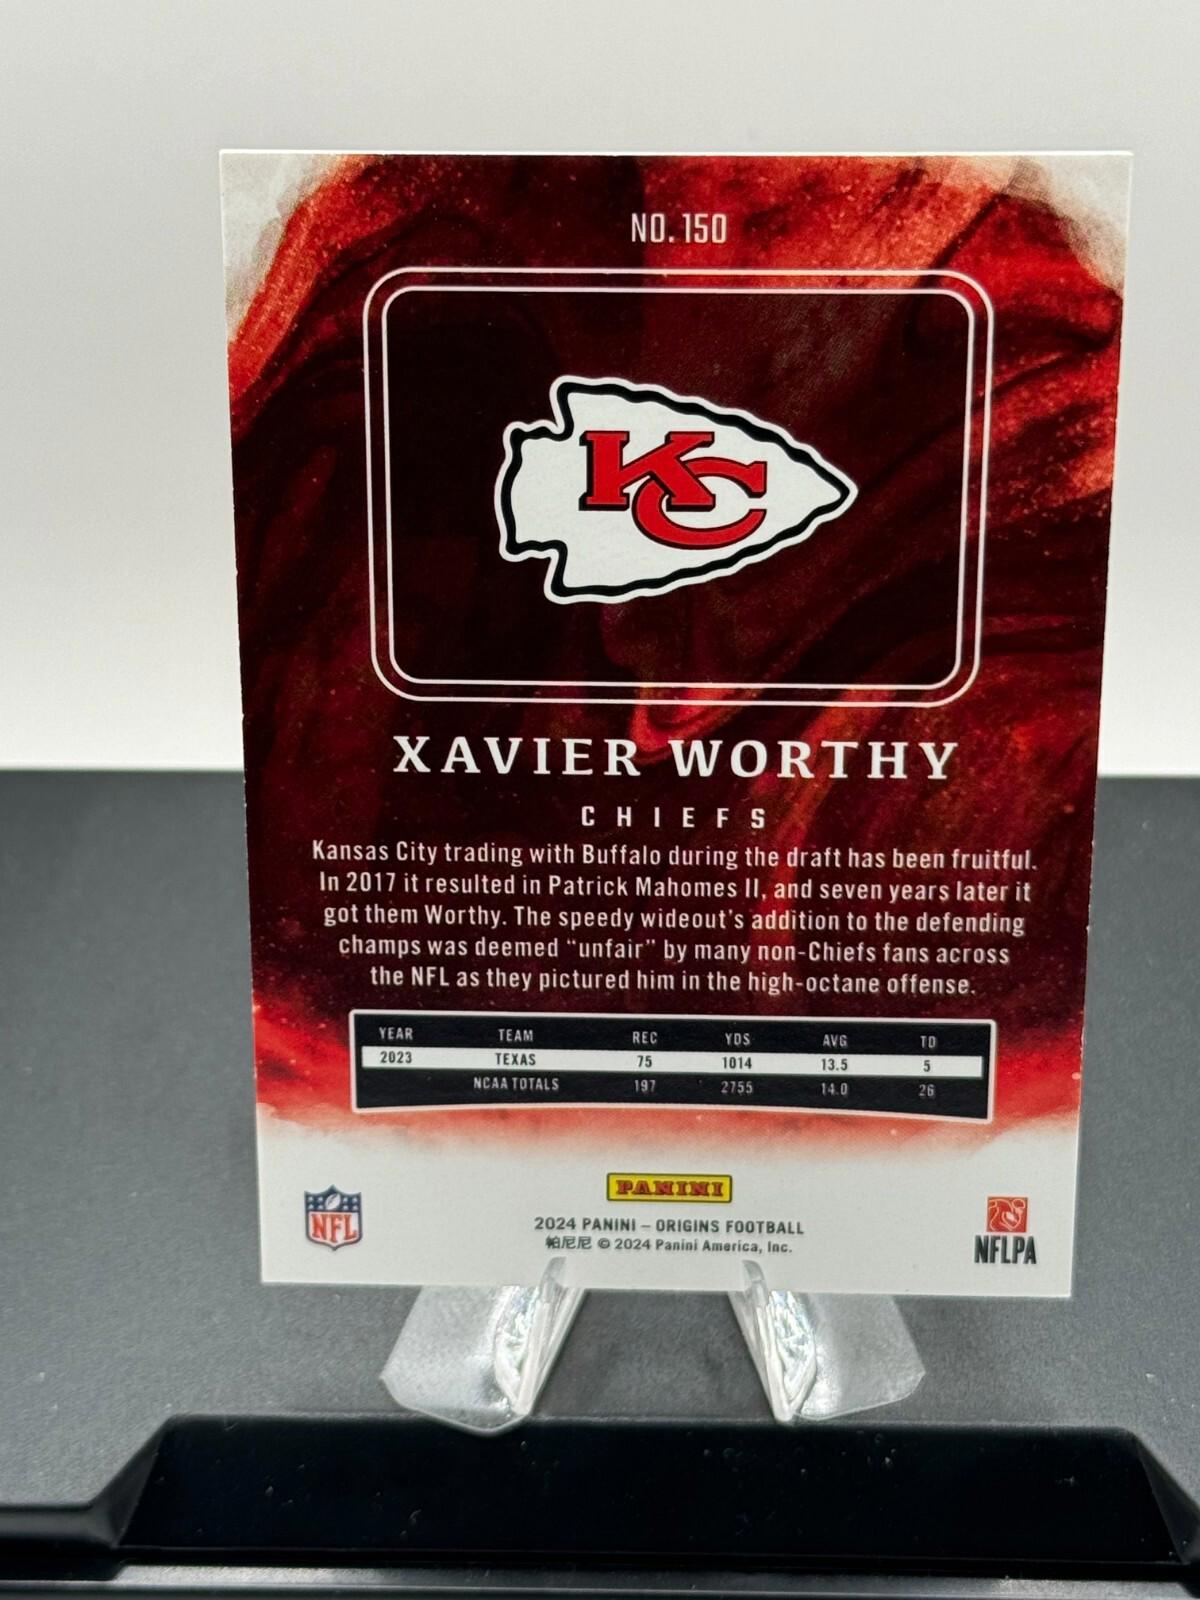 NO. 150
KC
XAVIER WORTHY
CHIEFS
Kansas City trading with Buffalo during the draft has been fruitful.
In 2017 it resulted in Patrick Mahomes II, and seven years later it
got them Worthy. The speedy wideout's addition to the defending
champs was deemed "unfair" by many non-Chiefs fans across
the NFL as they pictured him in the high-octane offense.
YEAR TEAM REC YDS AVG TD
2023 TEXAS 75 1014 13.5 5
NCAA TOTALS 197 2755 14.0 26
PANINI
NFL
2024 PANINI – ORIGINS FOOTBALL
帕尼尼 © 2024 Panini America, Inc.
NFLPA